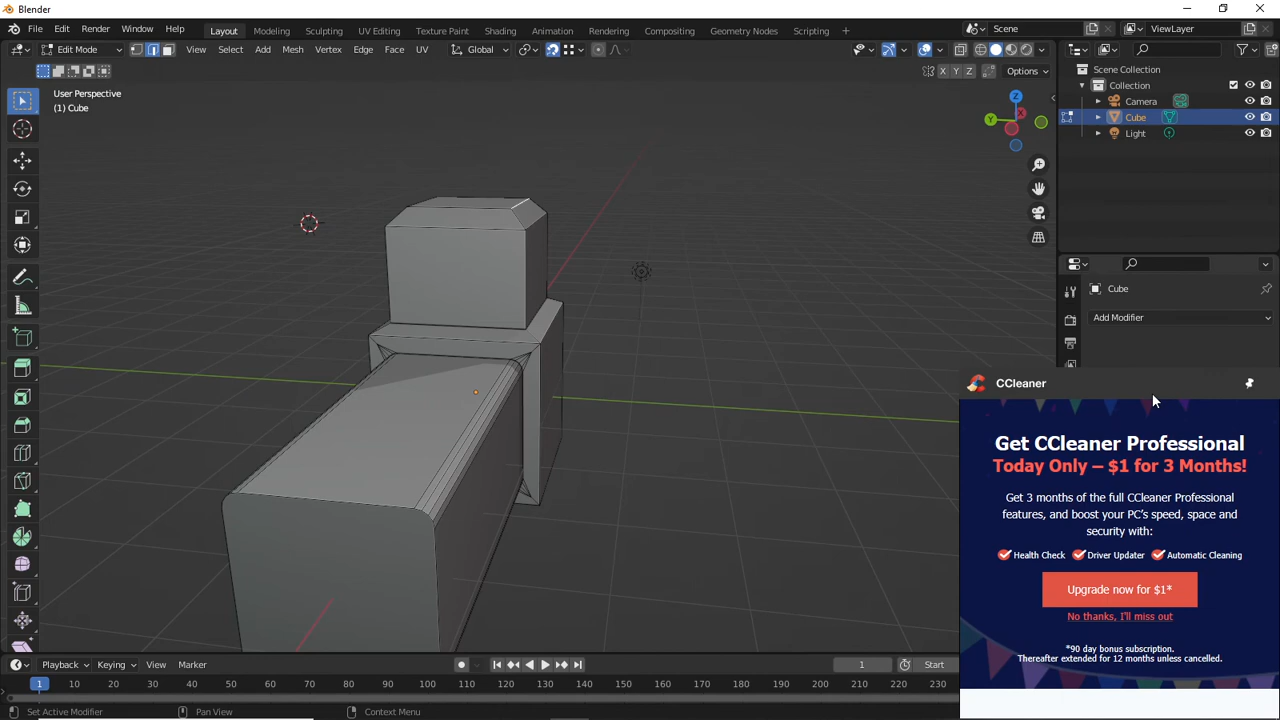 Blender
File Edit Render Window Help
Layout Modeling Sculpting UV Editing Texture Paint Shading Animation Rendering Compositing Geometry Nodes Scripting +
Scene
ViewLayer
Edit Mode
View Select Add Mesh Vertex Edge Face UV
Global
X Y Z
Options
User Perspective
(1) Cube
Z
Y
X
Scene Collection
Collection
Camera
Cube
Light
Cube
Add Modifier
CCleaner
Get CCleaner Professional
Today Only – $1 for 3 Months!
Get 3 months of the full CCleaner Professional
features, and boost your PC's speed, space and
security with:
Health Check Driver Updater Automatic Cleaning
Upgrade now for $1*
No thanks, I'll miss out
*90 day bonus subscription.
Thereafter extended for 12 months unless cancelled.
Playback Keying View Marker
1
Start
1 10 20 30 40 50 60 70 80 90 100 110 120 130 140 150 160 170 180 190 200 210 220 230
Set Active Modifier Pan View Context Menu